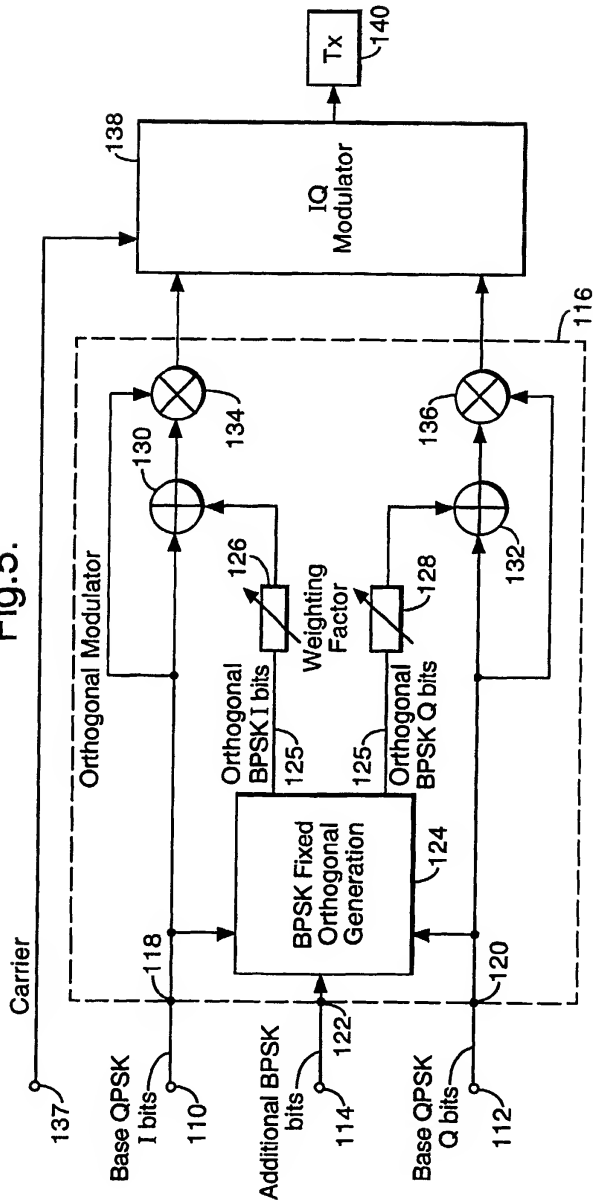 Fig.5.
Carrier
137
Orthogonal Modulator
Base QPSK
I bits
110
118
130
134
138
IQ
Modulator
Tx
140
Orthogonal
BPSK I bits
125
126
Weighting
Factor
Additional BPSK
bits
114
122
BPSK Fixed
Orthogonal
Generation
124
125
Orthogonal
BPSK Q bits
128
132
136
116
Base QPSK
Q bits
112
120